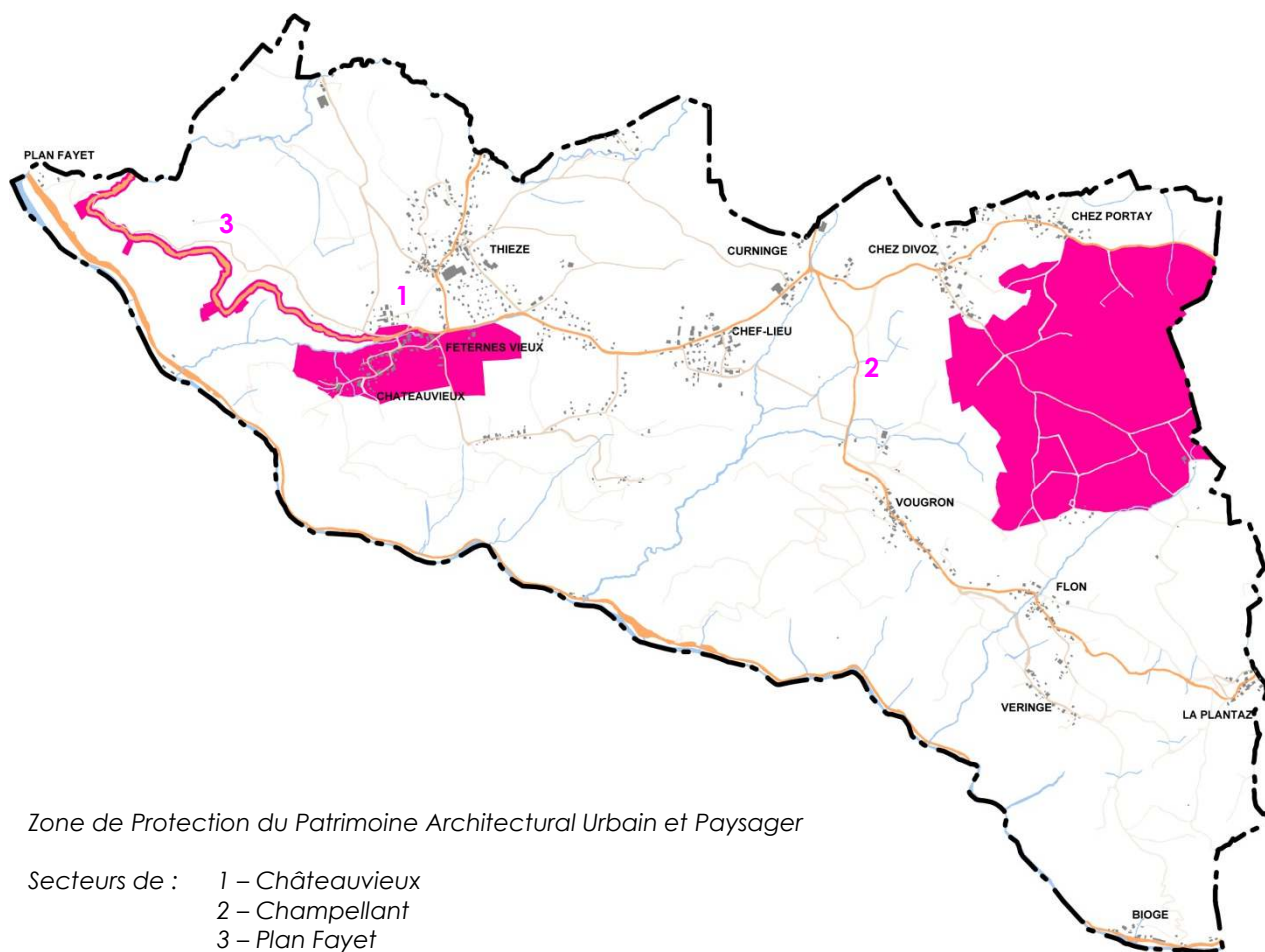 PLAN FAYET
3
THIEZE
1
FETERNES VIEUX
CHATEAUVIEUX
CURNINGE
CHEF-LIEU
CHEZ DIVOZ
CHEZ PORTAY
2
VOUGRON
FLON
VERINGE
LA PLANTAZ
BIOGE
Zone de Protection du Patrimoine Architectural Urbain et Paysager
Secteurs de : 1 – Châteauvieux
2 – Champellant
3 – Plan Fayet